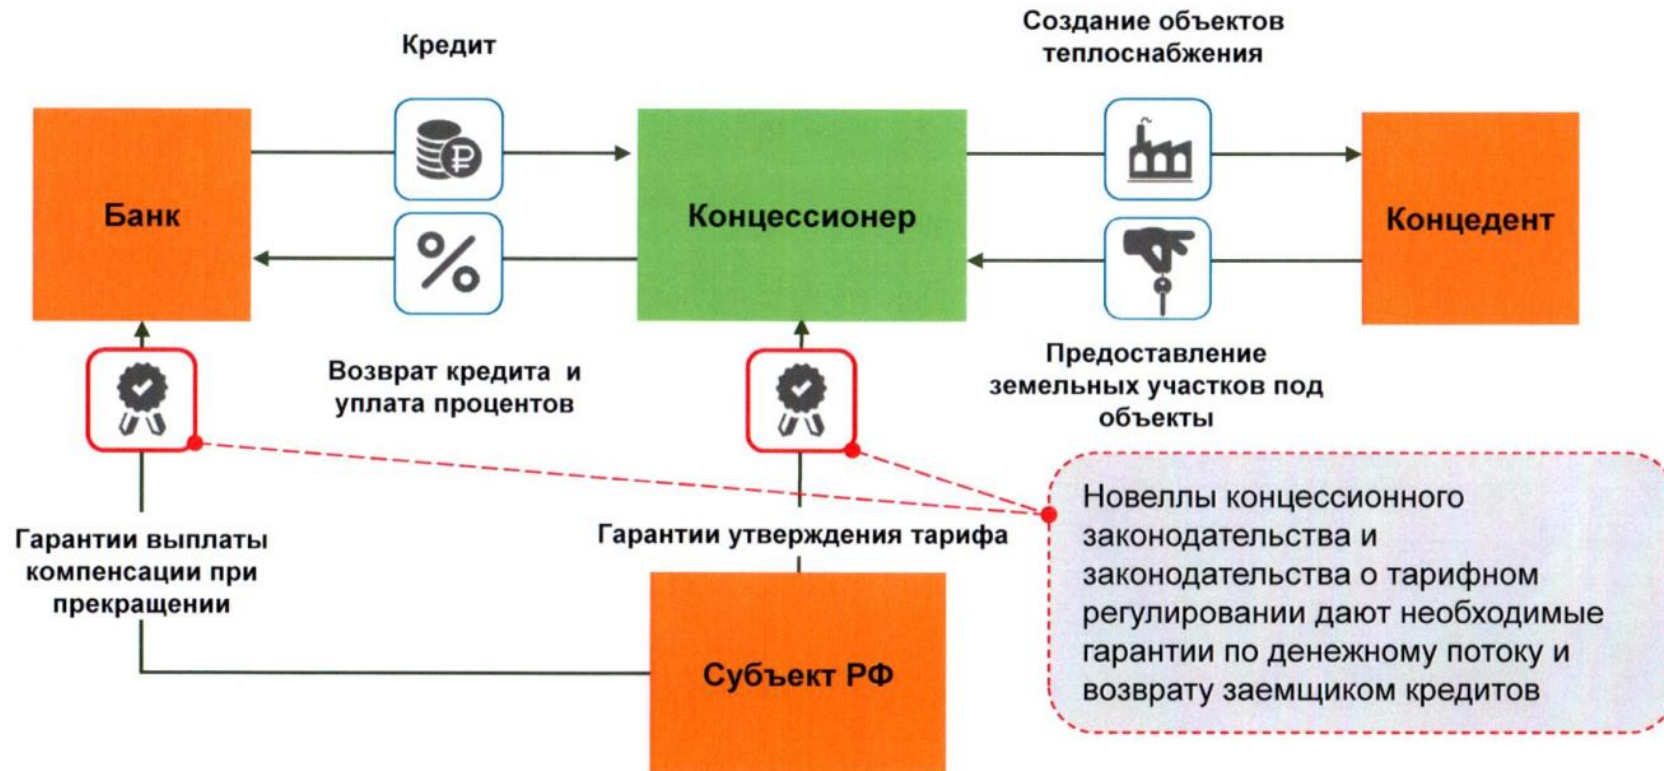 Кредит
Создание объектов
теплоснабжения
Банк
Концессионер
Концедент
Возврат кредита и
уплата процентов
Предоставление
земельных участков под
объекты
Гарантии выплаты
компенсации при
прекращении
Гарантии утверждения тарифа
Субъект РФ
Новеллы концессионного
законодательства и
законодательства о тарифном
регулировании дают необходимые
гарантии по денежному потоку и
возврату заемщиком кредитов